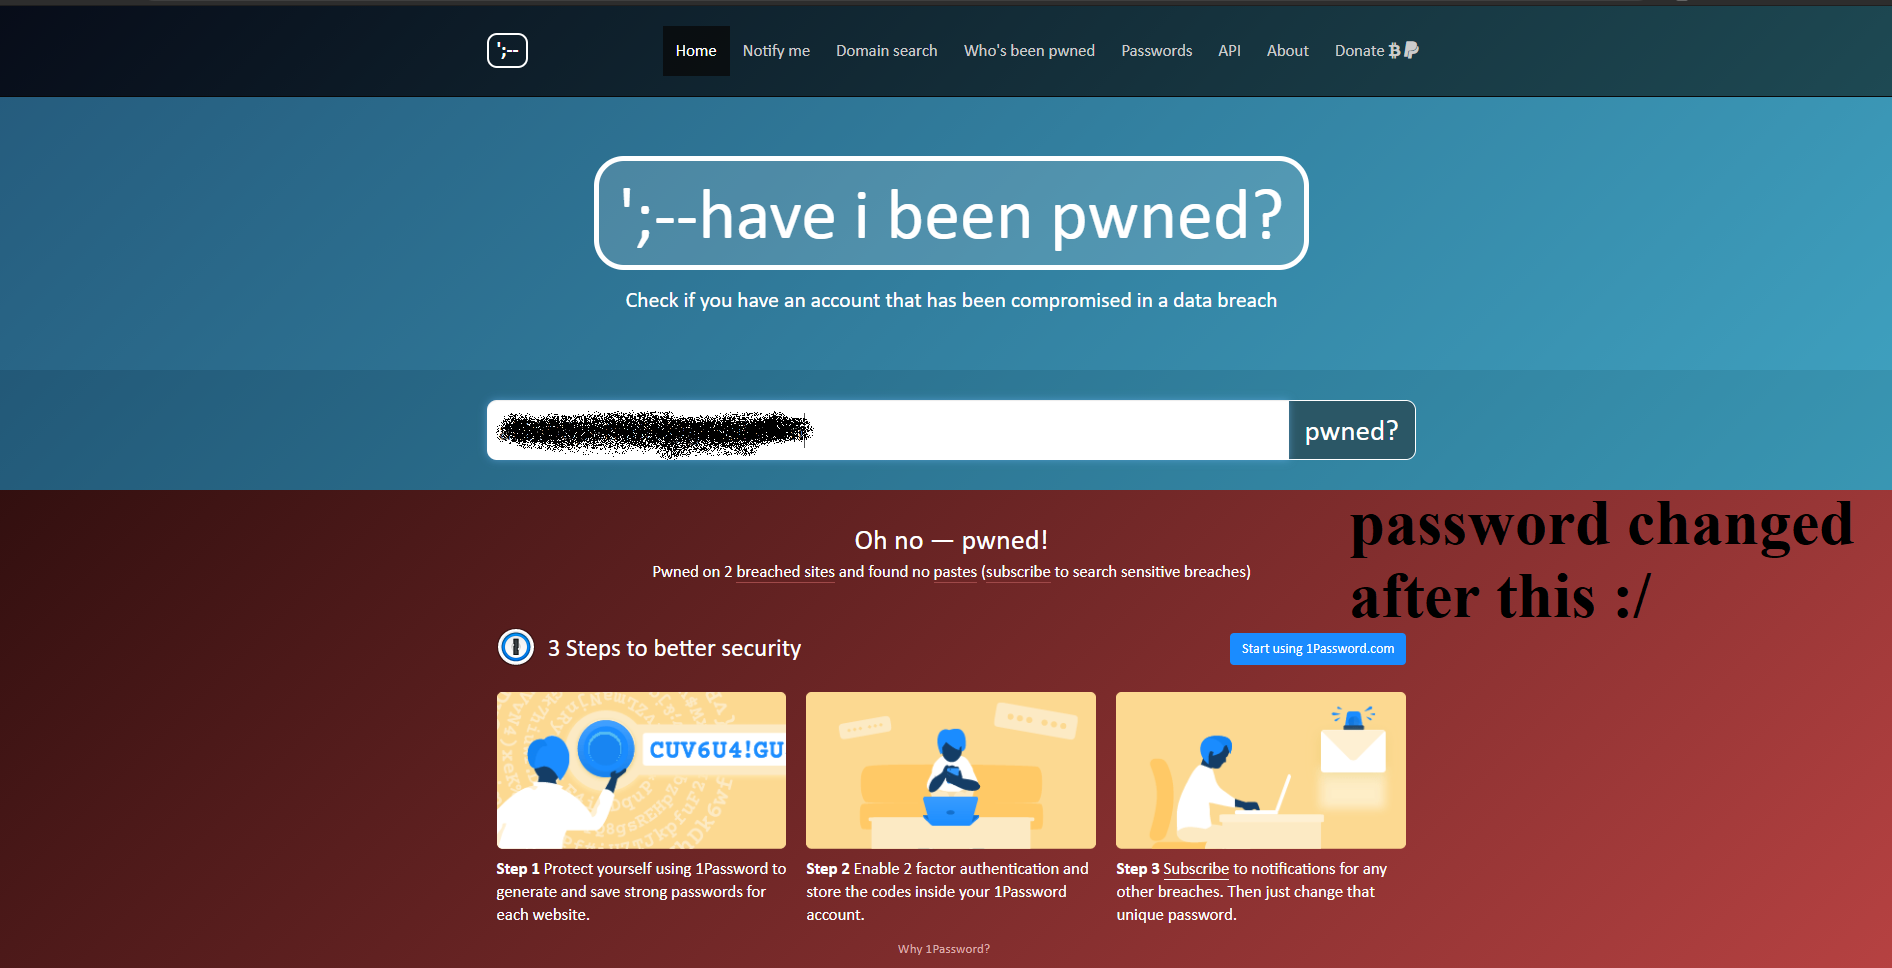 ';--
Home Notify me Domain search Who's been pwned Passwords API About Donate
';--have i been pwned?
Check if you have an account that has been compromised in a data breach
pwned?
Oh no — pwned!
Pwned on 2 breached sites and found no pastes (subscribe to search sensitive breaches)
password changed
after this :/
3 Steps to better security
Start using 1Password.com
CUV6U4!GU
Step 1 Protect yourself using 1Password to
generate and save strong passwords for
each website.
Step 2 Enable 2 factor authentication and
store the codes inside your 1Password
account.
Step 3 Subscribe to notifications for any
other breaches. Then just change that
unique password.
Why 1Password?